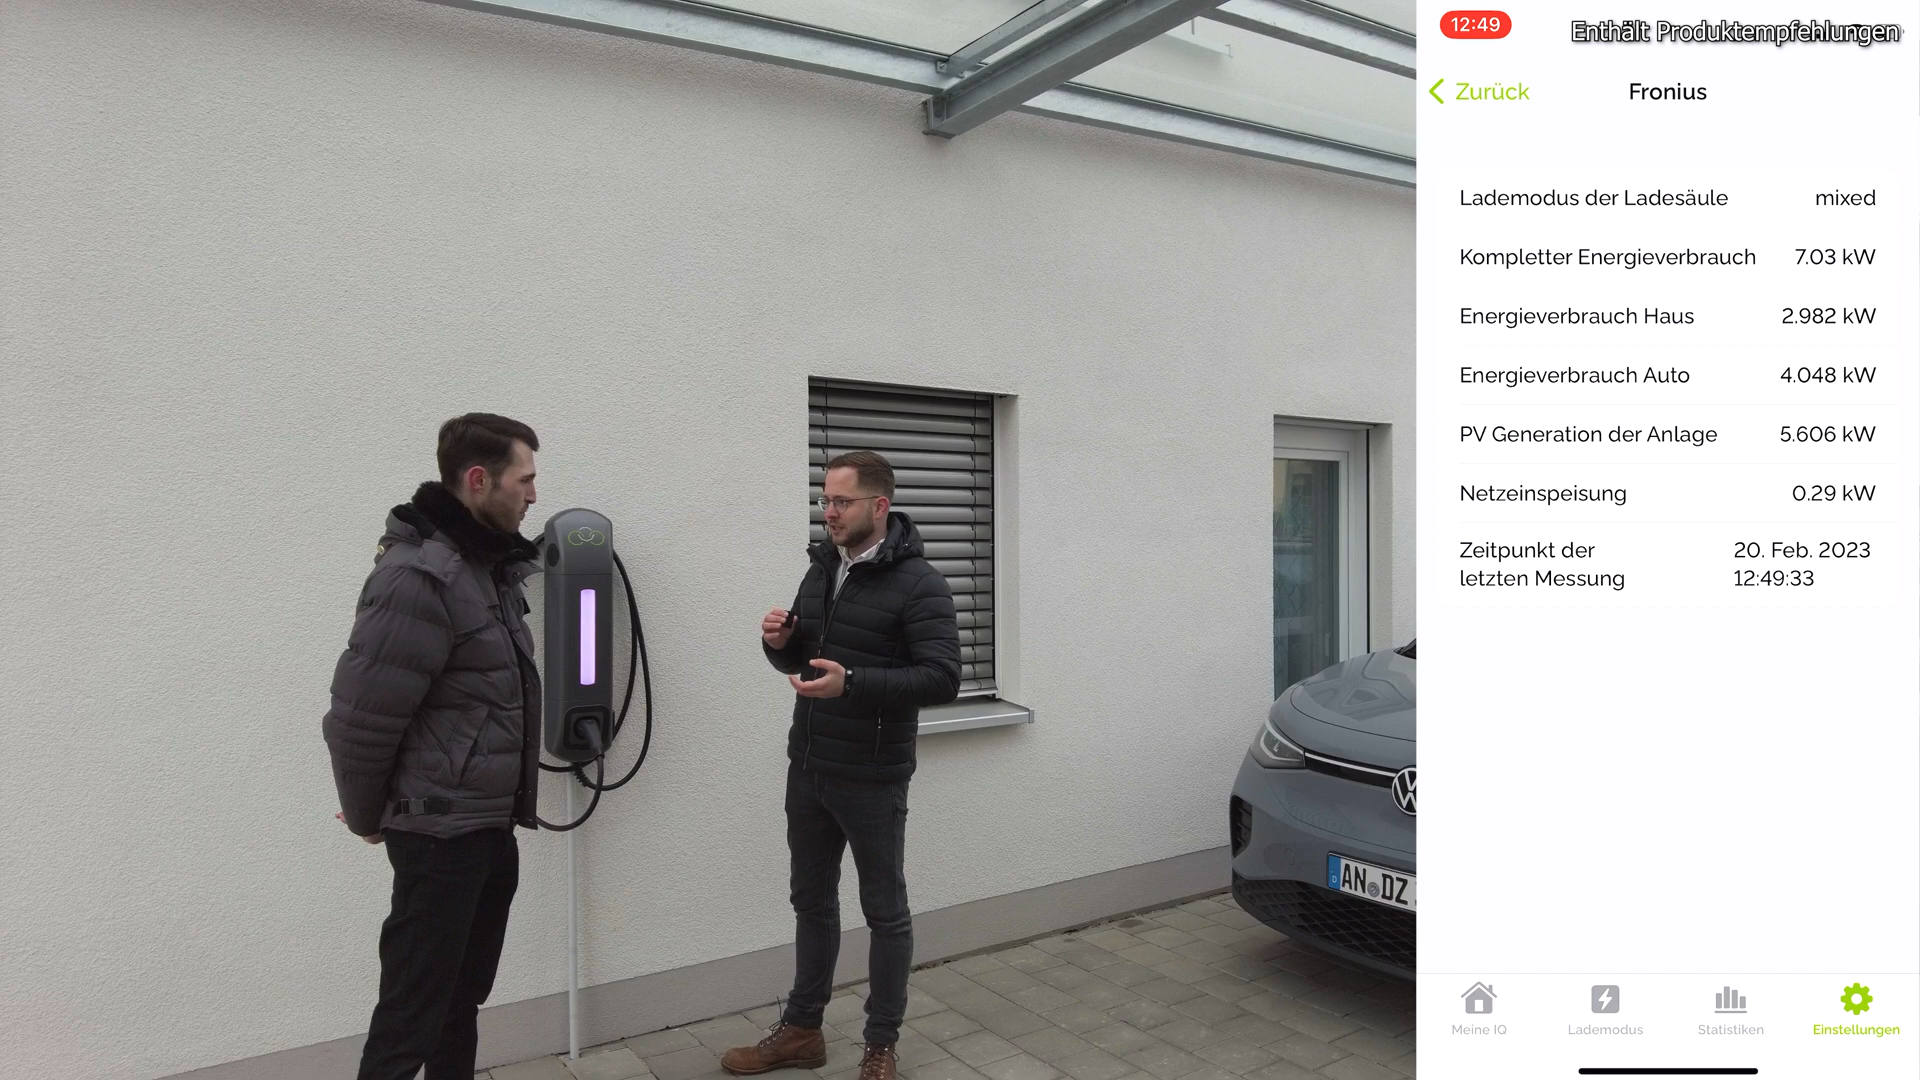 12:49
Enthält Produktempfehlungen
Zurück
Fronius
Lademodus der Ladesäule mixed
Kompletter Energieverbrauch 7.03 kW
Energieverbrauch Haus 2.982 kW
Energieverbrauch Auto 4.048 kW
PV Generation der Anlage 5.606 kW
Netzeinspeisung 0.29 kW
Zeitpunkt der letzten Messung
20. Feb. 2023
12:49:33
AN DZ
Meine IQ
Lademodus
Statistiken
Einstellungen